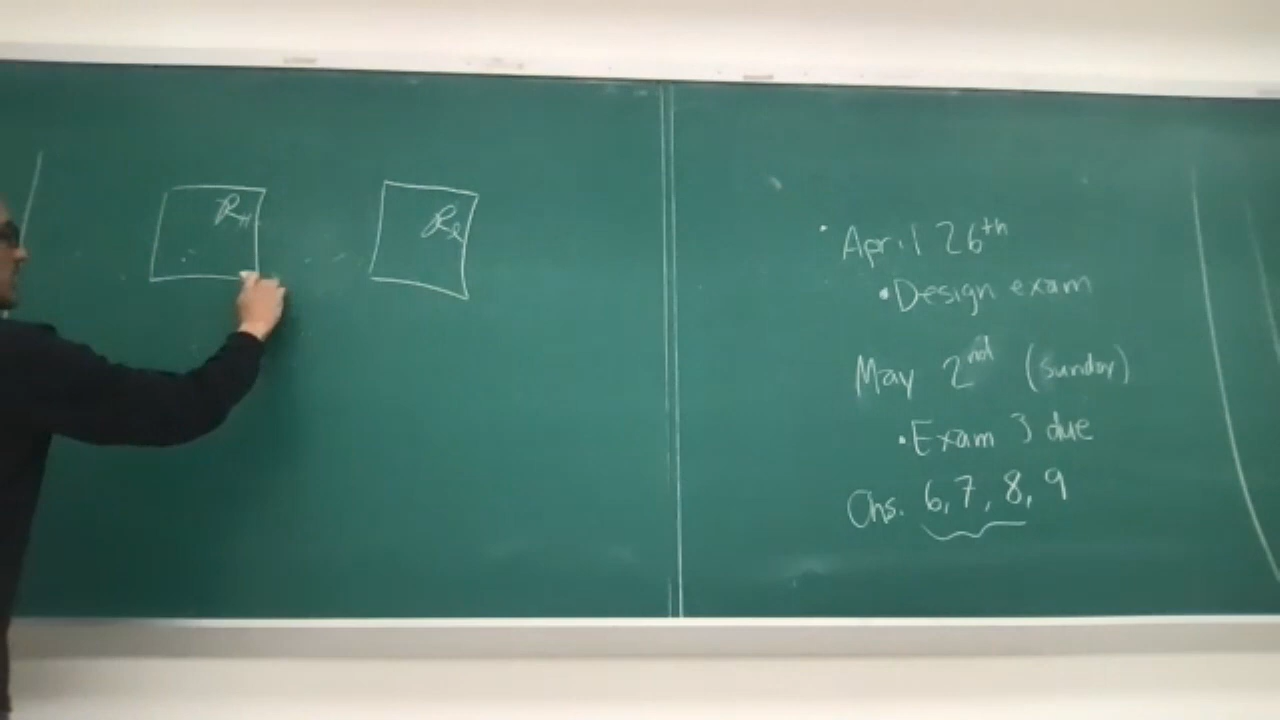 R_H
R_L
• April 26th
• Design exam
May 2nd (Sunday)
• Exam 3 due
Chs. 6, 7, 8, 9